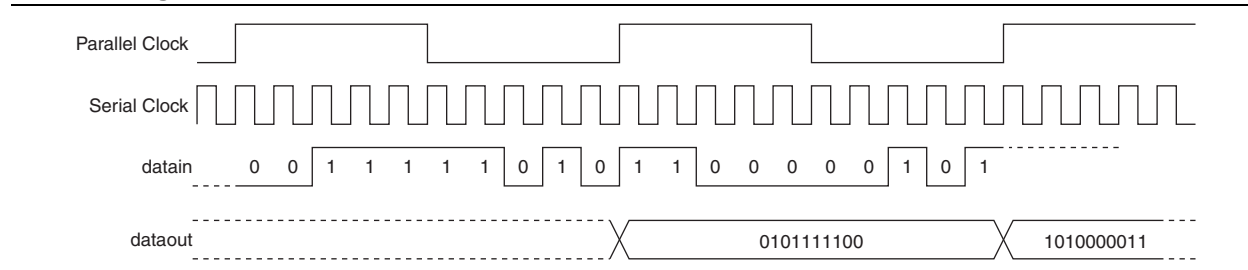 Parallel Clock
Serial Clock
datain 0 0 1 1 1 1 1 0 1 0 1 1 0 0 0 0 0 1 0 1
dataout 0101111100 1010000011